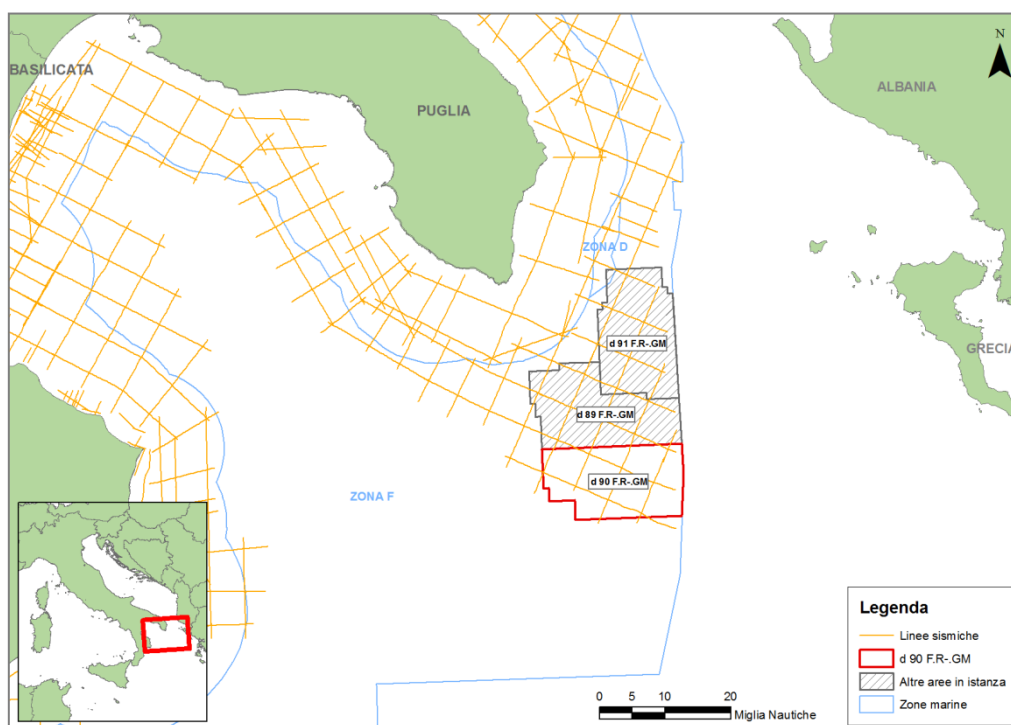 N
BASILICATA
PUGLIA
ALBANIA
ZONA D
d 91 F.R-.GM
GRECIA
d 89 F.R-.GM
d 90 F.R-.GM
ZONA F
Legenda
Linee sismiche
d 90 F.R-.GM
Altre aree in istanza
Zone marine
0 5 10 20
Miglia Nautiche